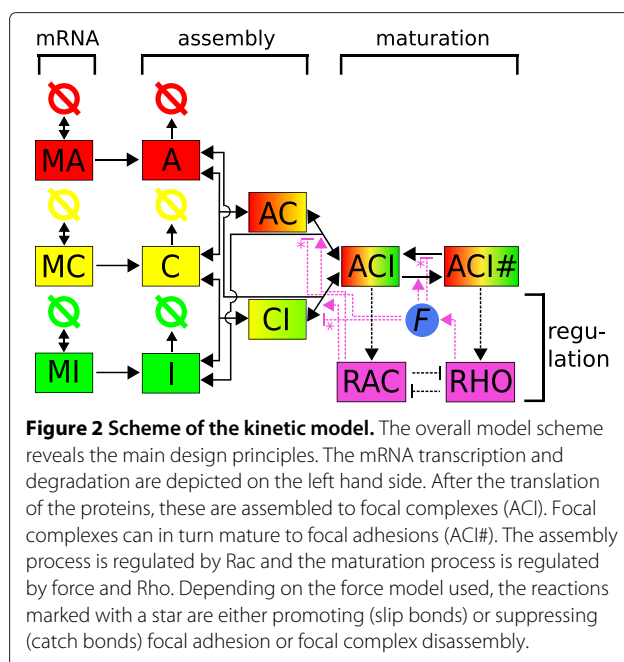 mRNA assembly maturation
Ø
Ø
MA A
AC
Ø
Ø
MC C ACI ACI#
* *
Ø
Ø
CI F
* regu-
lation
MI I RAC RHO
Figure 2 Scheme of the kinetic model. The overall model scheme
reveals the main design principles. The mRNA transcription and
degradation are depicted on the left hand side. After the translation
of the proteins, these are assembled to focal complexes (ACI). Focal
complexes can in turn mature to focal adhesions (ACI#). The assembly
process is regulated by Rac and the maturation process is regulated
by force and Rho. Depending on the force model used, the reactions
marked with a star are either promoting (slip bonds) or suppressing
(catch bonds) focal adhesion or focal complex disassembly.